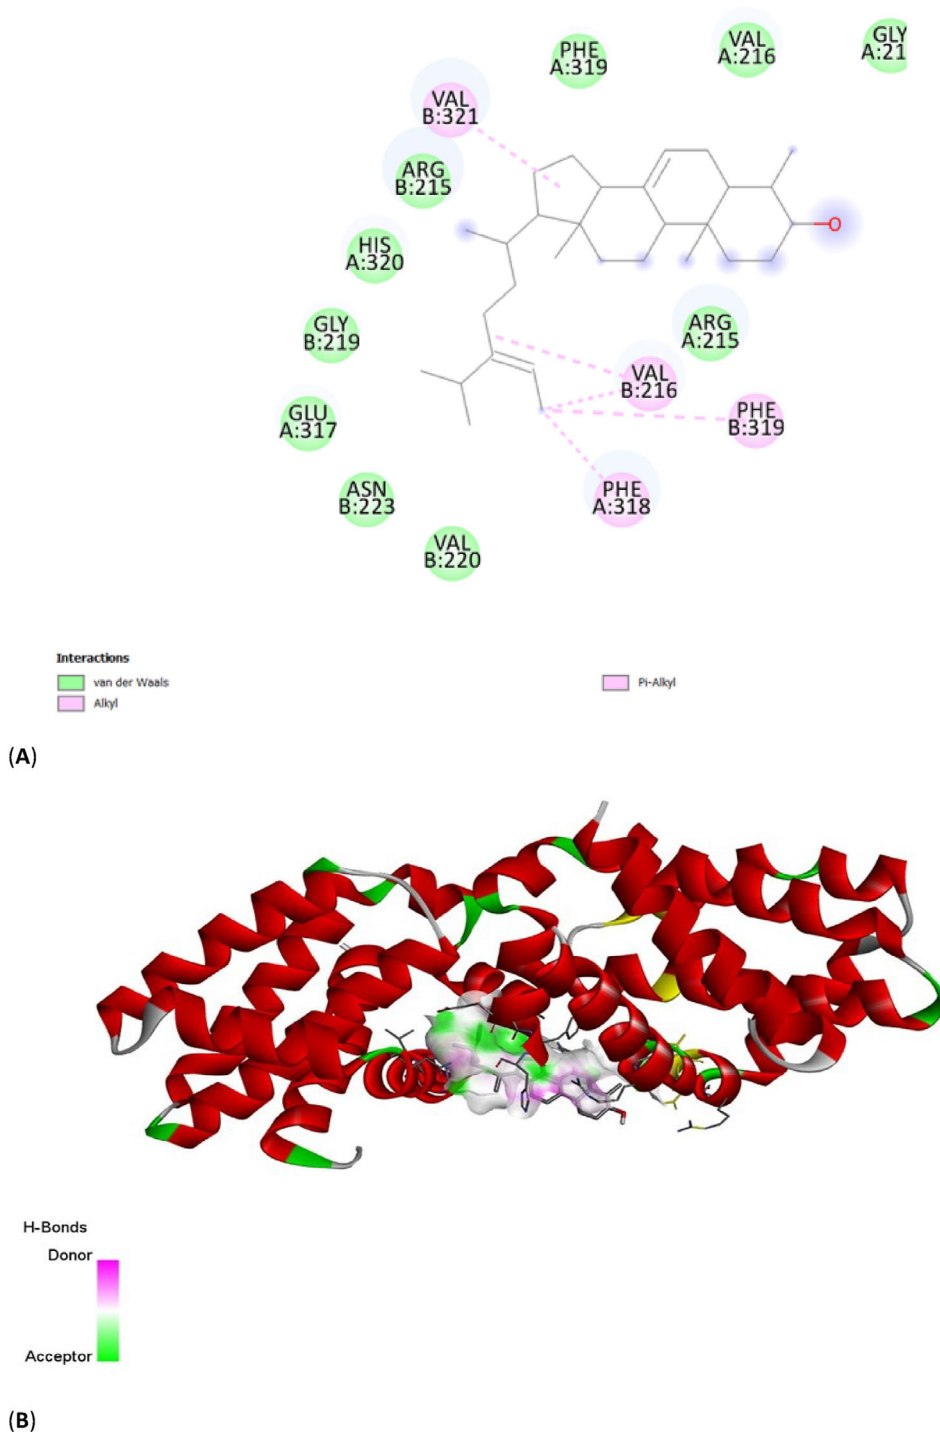 PHE
A:319
VAL
A:216
GLY
VAL
B:321
ARG
B:215
HIS
A:320
GLY
B:219
ARG
A:215
VAL
B:216
GLU
A:317
PHE
B:319
ASN
B:223
PHE
A:318
VAL
B:220
O
Interactions
van der Waals
Pi-Alkyl
Alkyl
(A)
H-Bonds
Donor
Acceptor
(B)